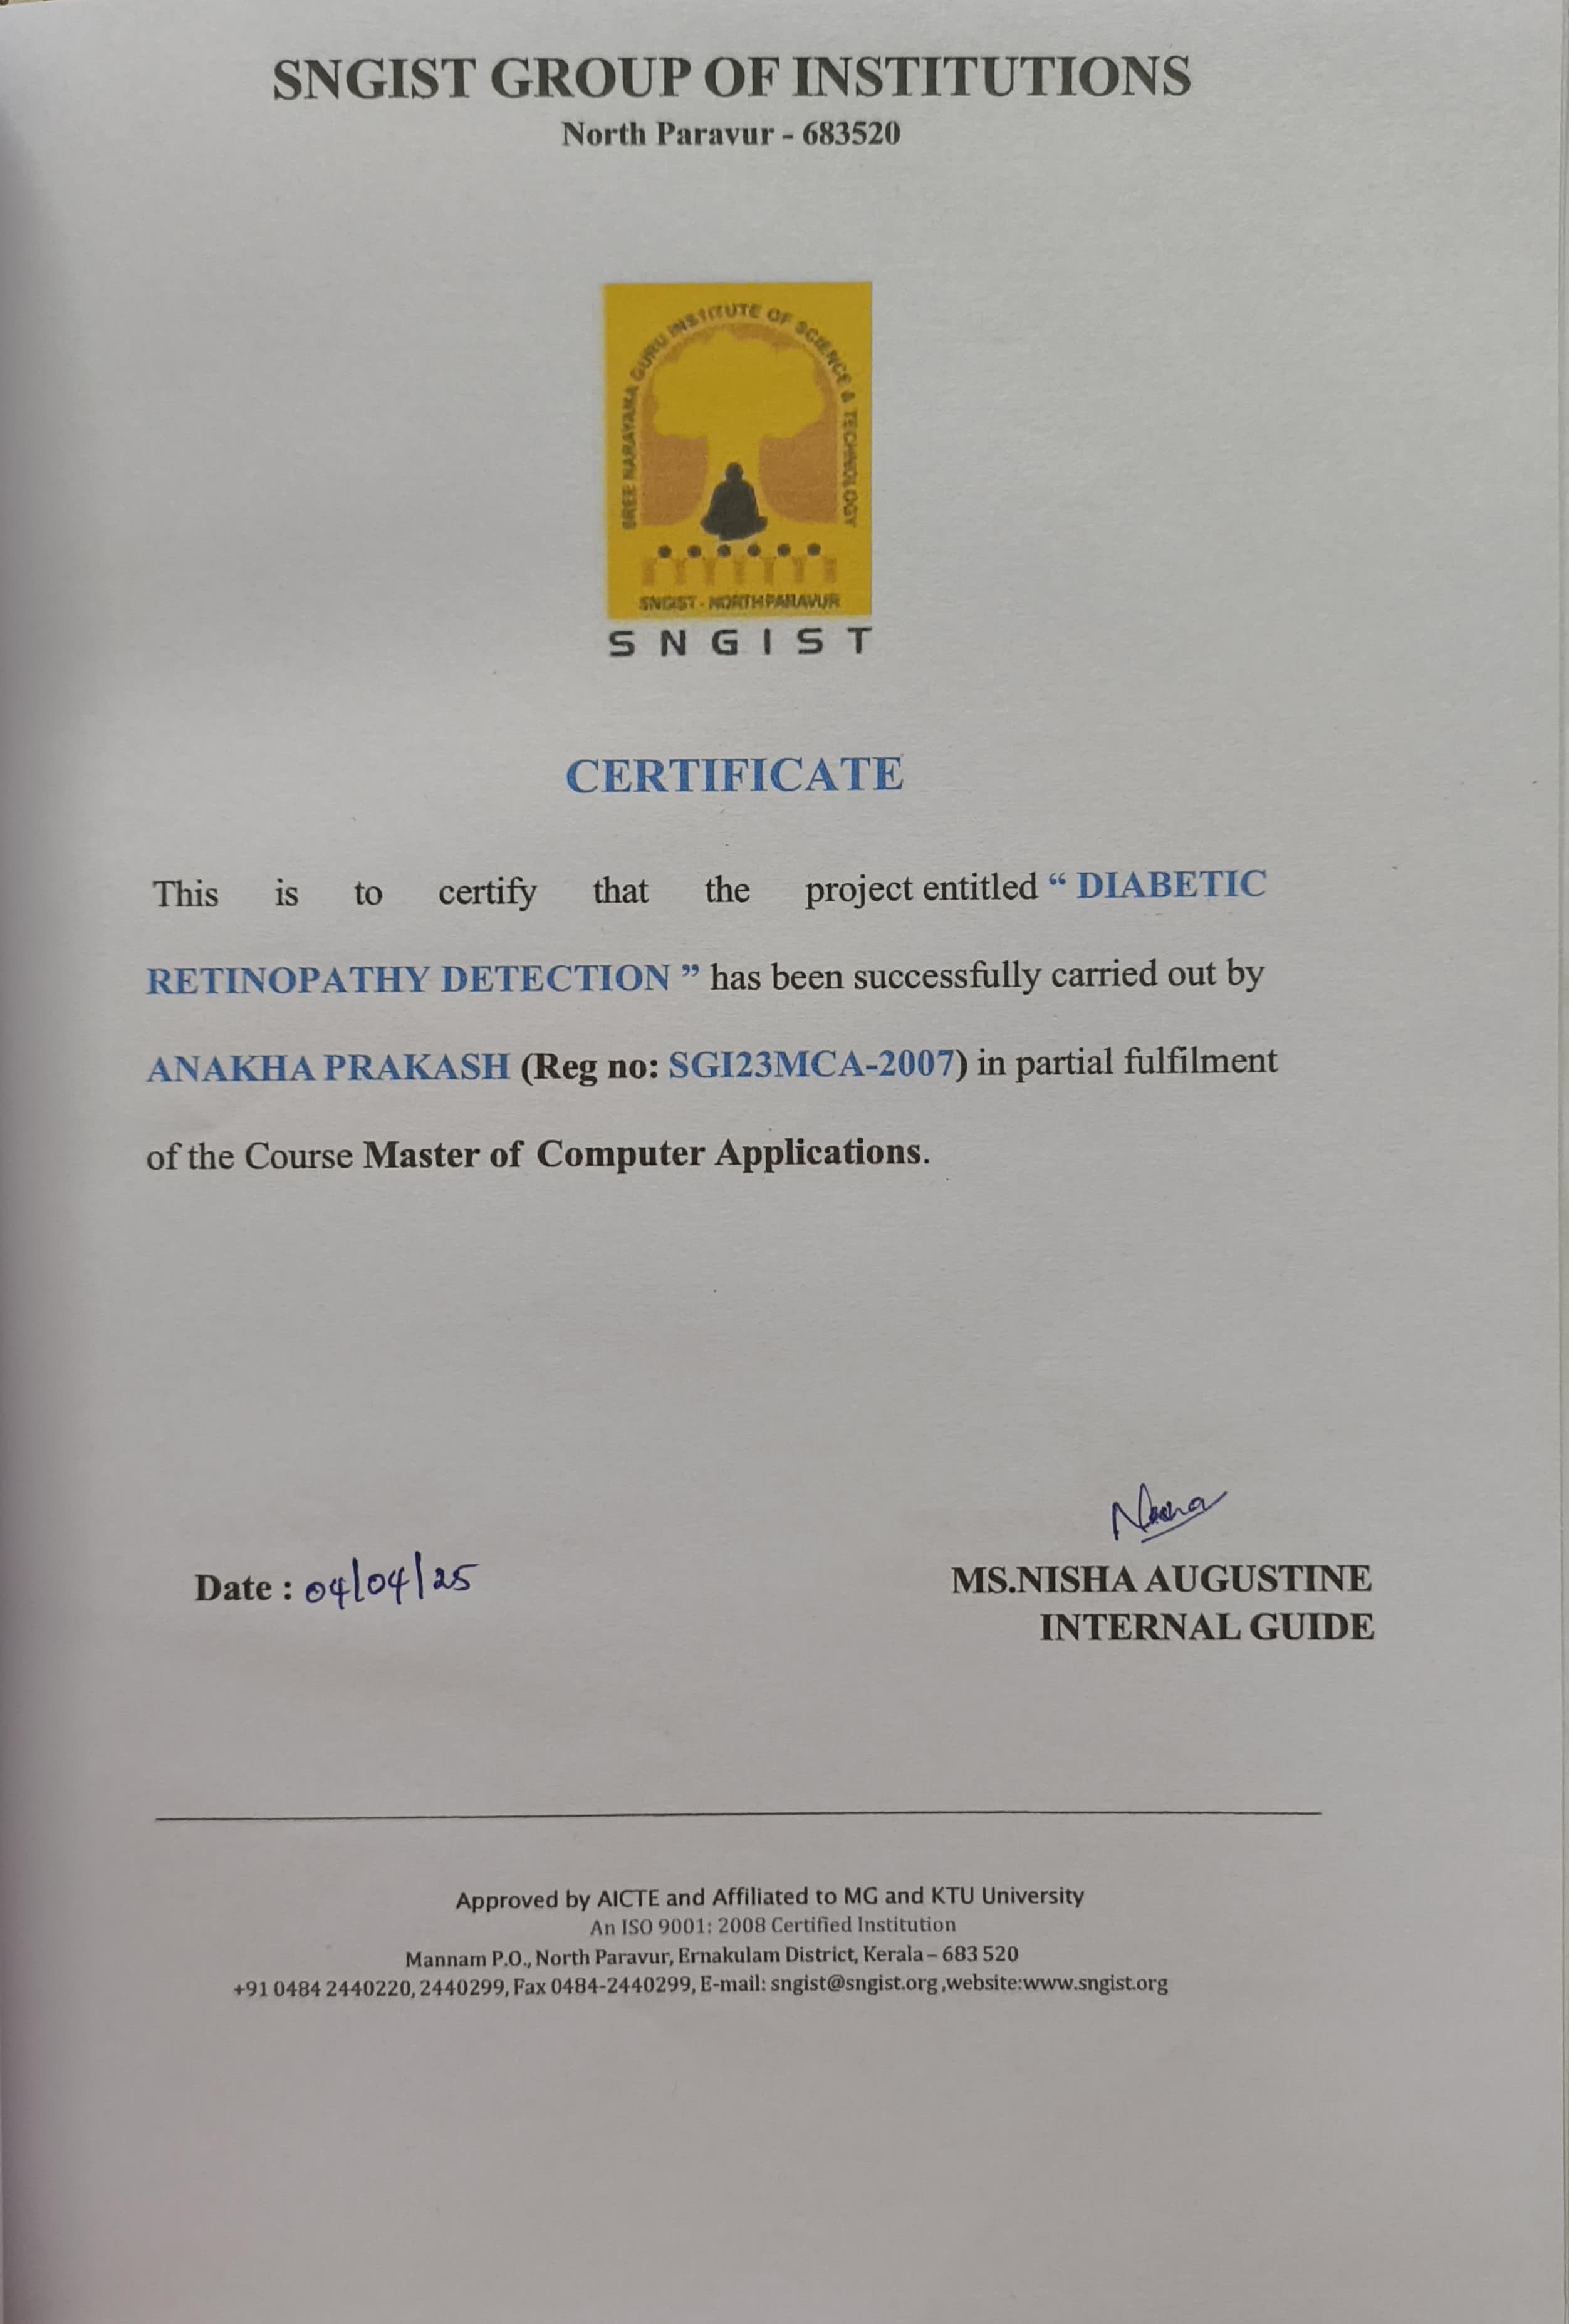 SNGIST GROUP OF INSTITUTIONS
North Paravur - 683520
SREE NARAYANA GURU INSTITUTE OF SCIENCE & TECHNOLOGY
SNGIST - NORTH PARAVUR
SNGIST
CERTIFICATE
This is to certify that the project entitled “ DIABETIC
RETINOPATHY DETECTION ” has been successfully carried out by
ANAKHA PRAKASH (Reg no: SGI23MCA-2007) in partial fulfilment
of the Course Master of Computer Applications.
Nisha
Date : 04/04/25
MS.NISHA AUGUSTINE
INTERNAL GUIDE
Approved by AICTE and Affiliated to MG and KTU University
An ISO 9001: 2008 Certified Institution
Mannam P.O., North Paravur, Ernakulam District, Kerala – 683 520
+91 0484 2440220, 2440299, Fax 0484-2440299, E-mail: sngist@sngist.org ,website:www.sngist.org